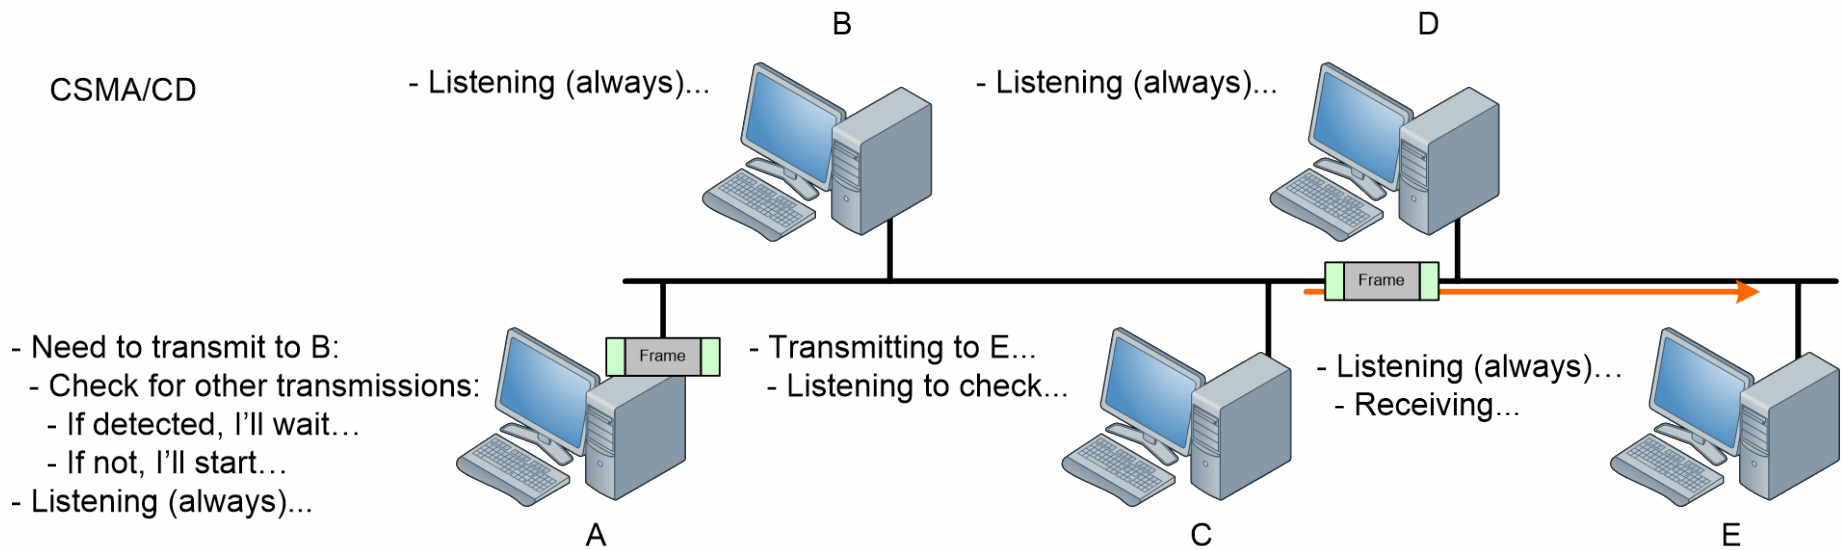 B
D
CSMA/CD
- Listening (always)...
- Listening (always)...
Frame
- Need to transmit to B:
- Check for other transmissions:
- If detected, I'll wait…
- If not, I'll start…
- Listening (always)...
Frame
- Transmitting to E...
- Listening to check...
- Listening (always)…
- Receiving...
A
C
E